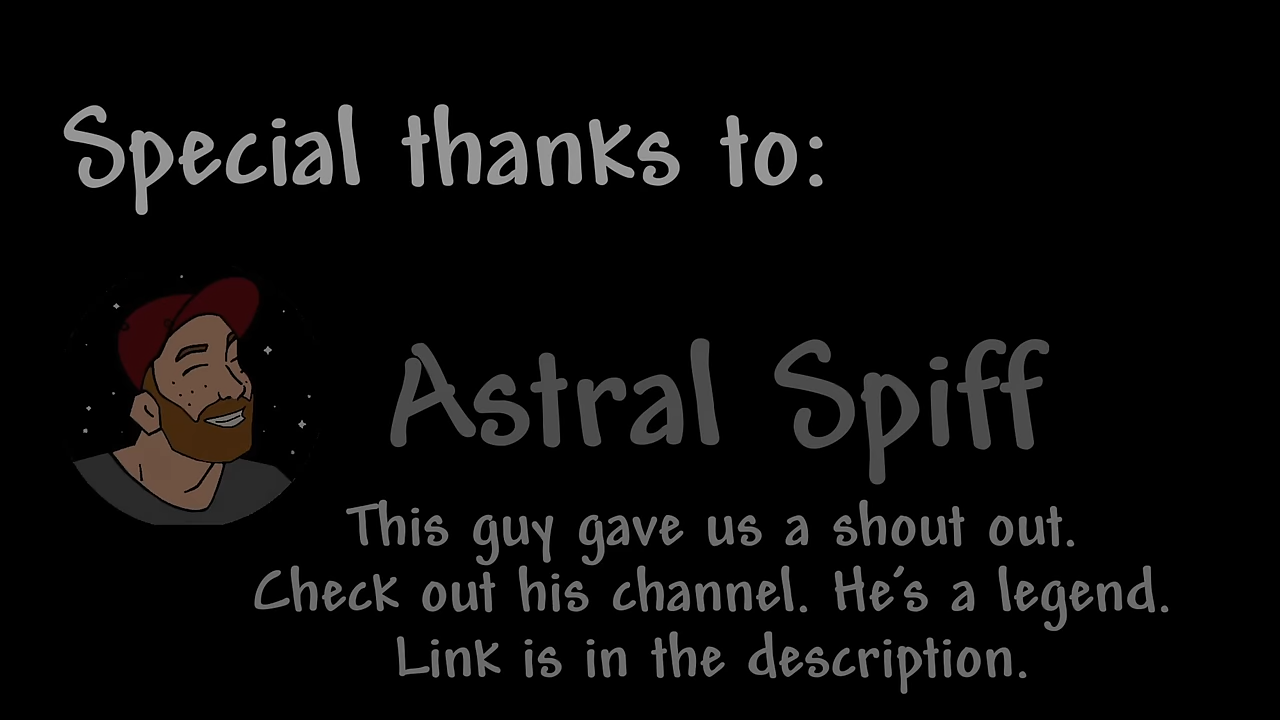 Special thanks to:
Astral Spiff
This guy gave us a shout out.
Check out his channel. He's a legend.
Link is in the description.